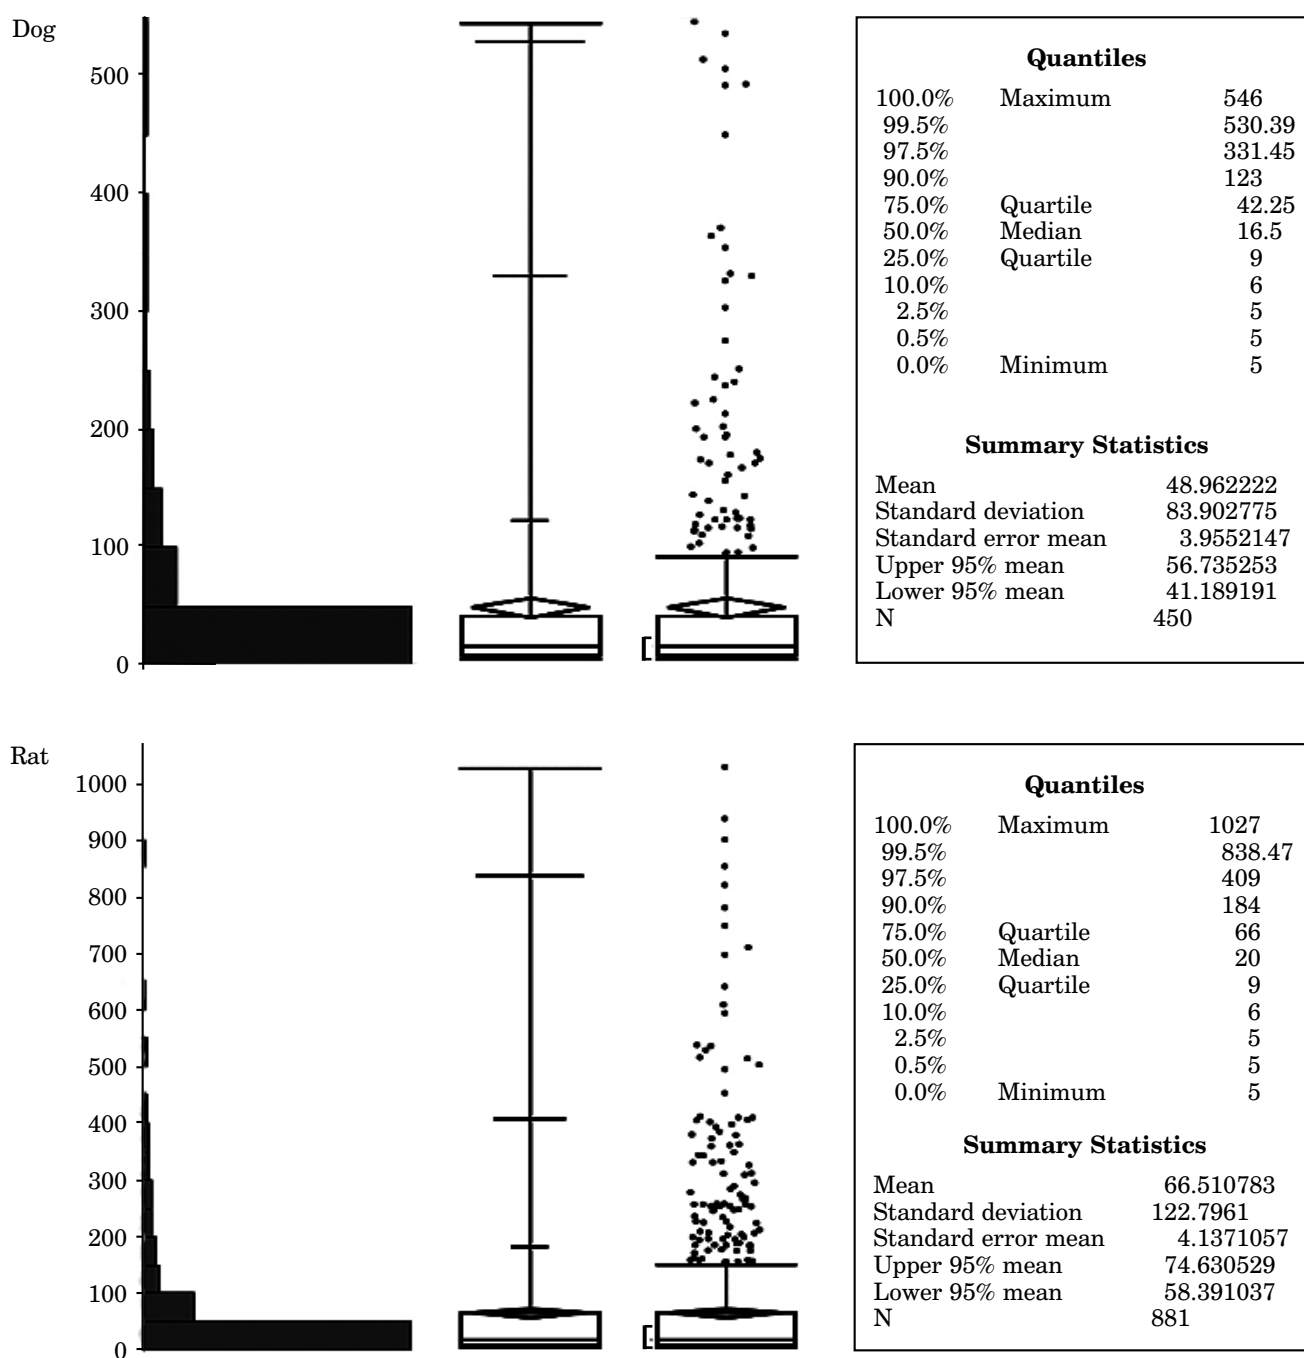 Dog
500
400
300
200
100
0
Quantiles
100.0% Maximum 546
99.5% 530.39
97.5% 331.45
90.0% 123
75.0% Quartile 42.25
50.0% Median 16.5
25.0% Quartile 9
10.0% 6
2.5% 5
0.5% 5
0.0% Minimum 5
Summary Statistics
Mean 48.962222
Standard deviation 83.902775
Standard error mean 3.9552147
Upper 95% mean 56.735253
Lower 95% mean 41.189191
N 450
Rat
1000
900
800
700
600
500
400
300
200
100
0
Quantiles
100.0% Maximum 1027
99.5% 838.47
97.5% 409
90.0% 184
75.0% Quartile 66
50.0% Median 20
25.0% Quartile 9
10.0% 6
2.5% 5
0.5% 5
0.0% Minimum 5
Summary Statistics
Mean 66.510783
Standard deviation 122.7961
Standard error mean 4.1371057
Upper 95% mean 74.630529
Lower 95% mean 58.391037
N 881